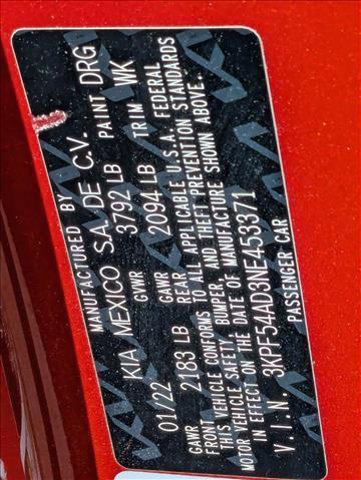 MANUFACTURED BY
KIA MEXICO S.A. DE C.V.
01/22 GVWR 3792 LB PAINT DRG
GAWR FRONT 2183 LB GAWR REAR 2094 LB TRIM WK
THIS VEHICLE CONFORMS TO ALL APPLICABLE U.S.A. FEDERAL
MOTOR VEHICLE SAFETY, BUMPER, AND THEFT PREVENTION STANDARDS
IN EFFECT ON THE DATE OF MANUFACTURE SHOWN ABOVE.
V.I.N. 3KPF54AD3NE453371
PASSENGER CAR